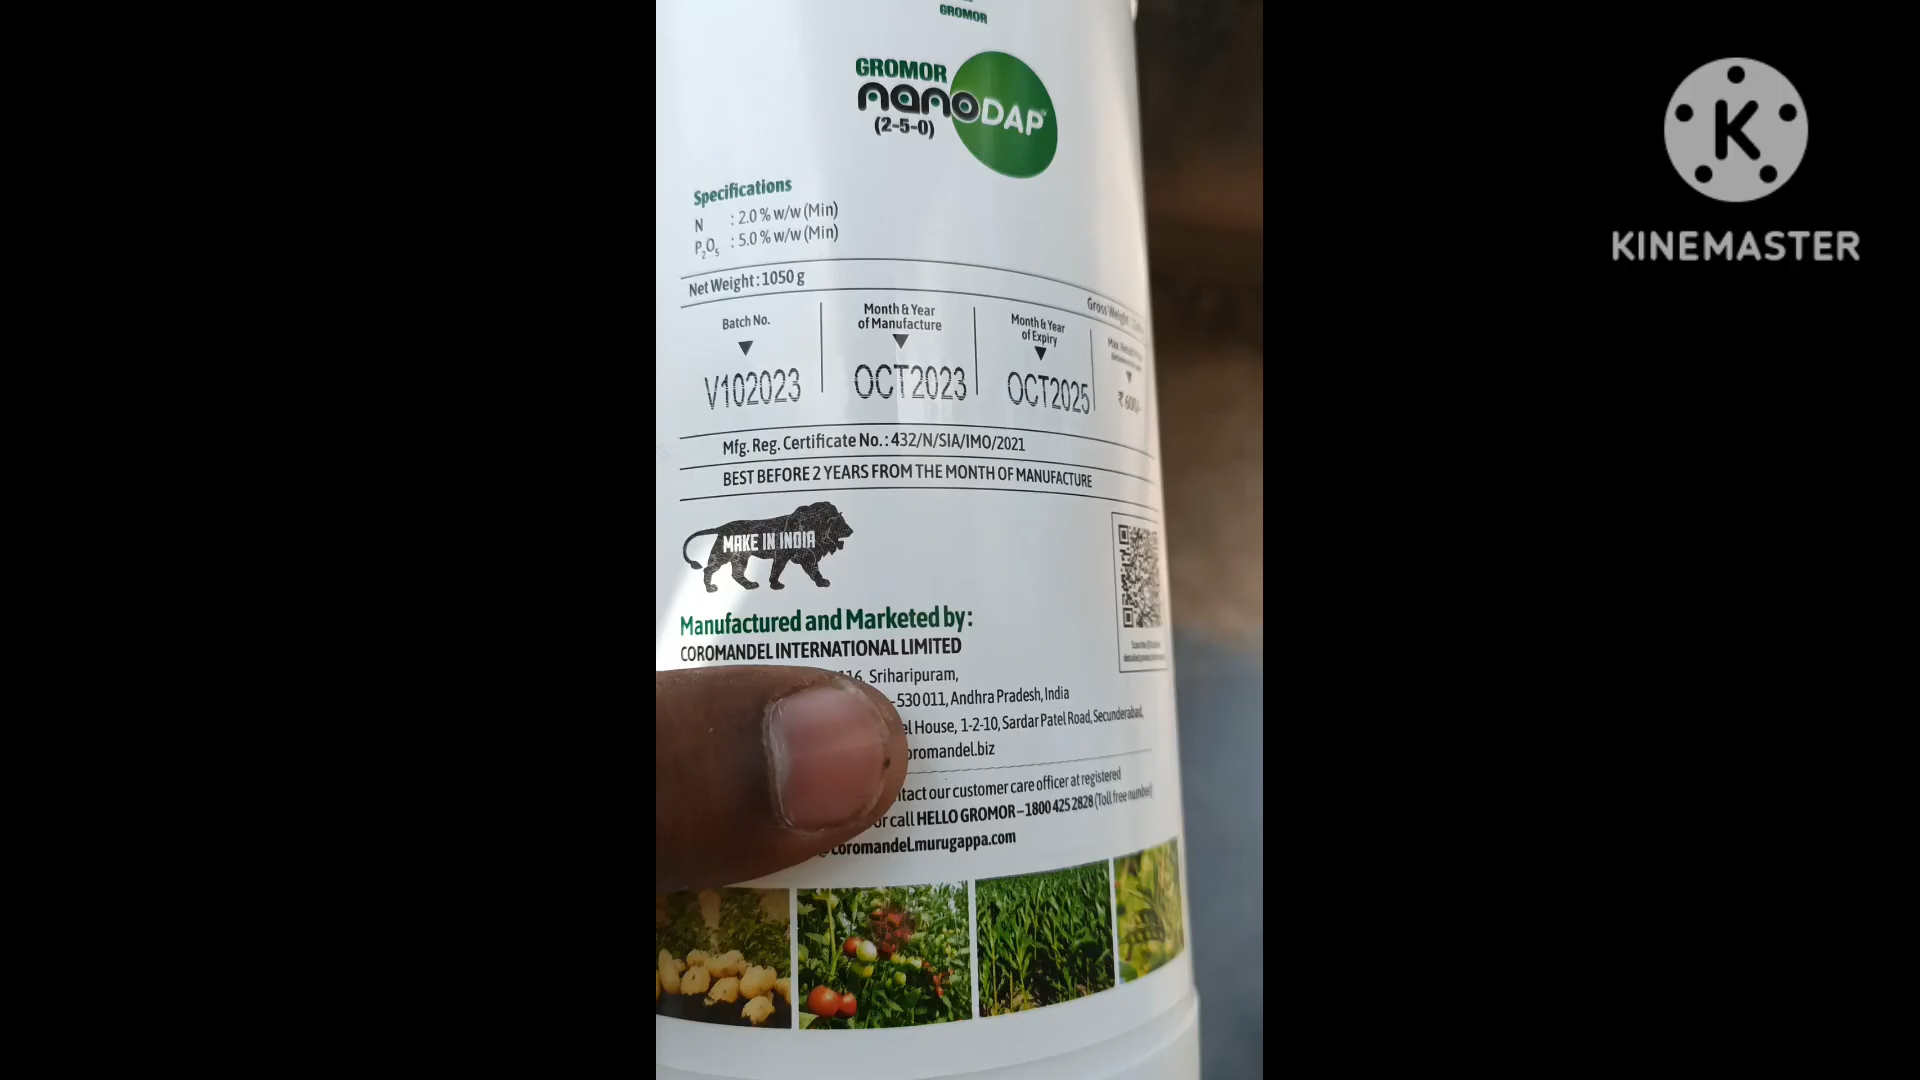 GROMOR
GROMOR
nanoDAP
(2-5-0)
KINEMASTER
Specifications
N : 2.0 % w/w (Min)
P2O5 : 5.0 % w/w (Min)
Net Weight : 1050 g
Gross Weight
Batch No.
V102023
Month & Year
of Manufacture
OCT2023
Month & Year
of Expiry
OCT2025
₹ 600/-
Mfg. Reg. Certificate No. : 432/N/SIA/IMO/2021
BEST BEFORE 2 YEARS FROM THE MONTH OF MANUFACTURE
MAKE IN INDIA
Manufactured and Marketed by:
COROMANDEL INTERNATIONAL LIMITED
116, Sriharipuram,
-530 011, Andhra Pradesh, India
el House, 1-2-10, Sardar Patel Road, Secunderabad,
oromandel.biz
ntact our customer care officer at registered
or call HELLO GROMOR – 1800 425 2828 (Toll free number)
@coromandel.murugappa.com